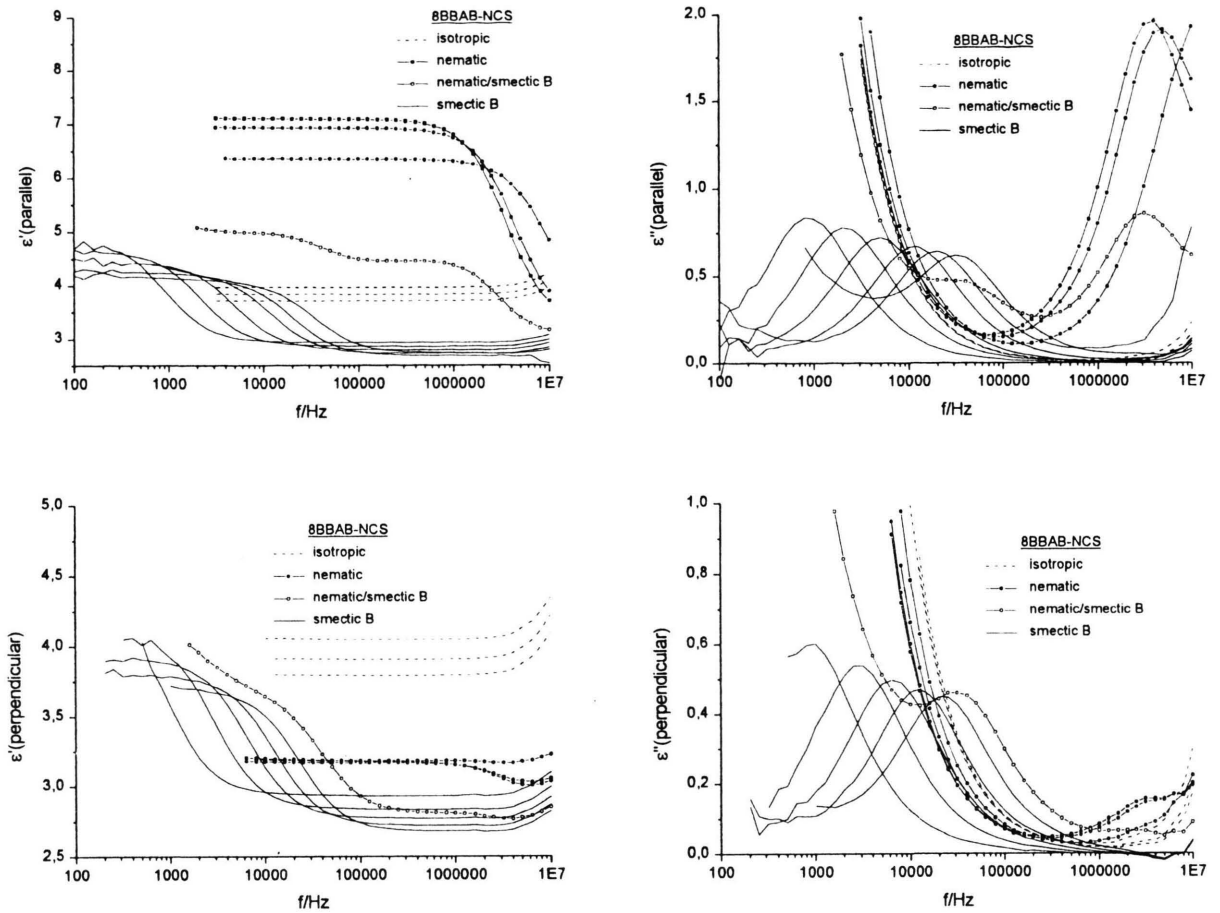 8BBAB-NCS
isotropic
nematic
nematic/smectic B
smectic B
9
8
7
6
5
4
3
ε'(parallel)
100 1000 10000 100000 1000000 1E7
f/Hz
8BBAB-NCS
isotropic
nematic
nematic/smectic B
smectic B
2,0
1,5
1,0
0,5
0,0
ε''(parallel)
100 1000 10000 100000 1000000 1E7
f/Hz
8BBAB-NCS
isotropic
nematic
nematic/smectic B
smectic B
5,0
4,5
4,0
3,5
3,0
2,5
ε'(perpendicular)
100 1000 10000 100000 1000000 1E7
f/Hz
8BBAB-NCS
isotropic
nematic
nematic/smectic B
smectic B
1,0
0,8
0,6
0,4
0,2
0,0
ε''(perpendicular)
100 1000 10000 100000 1000000 1E7
f/Hz